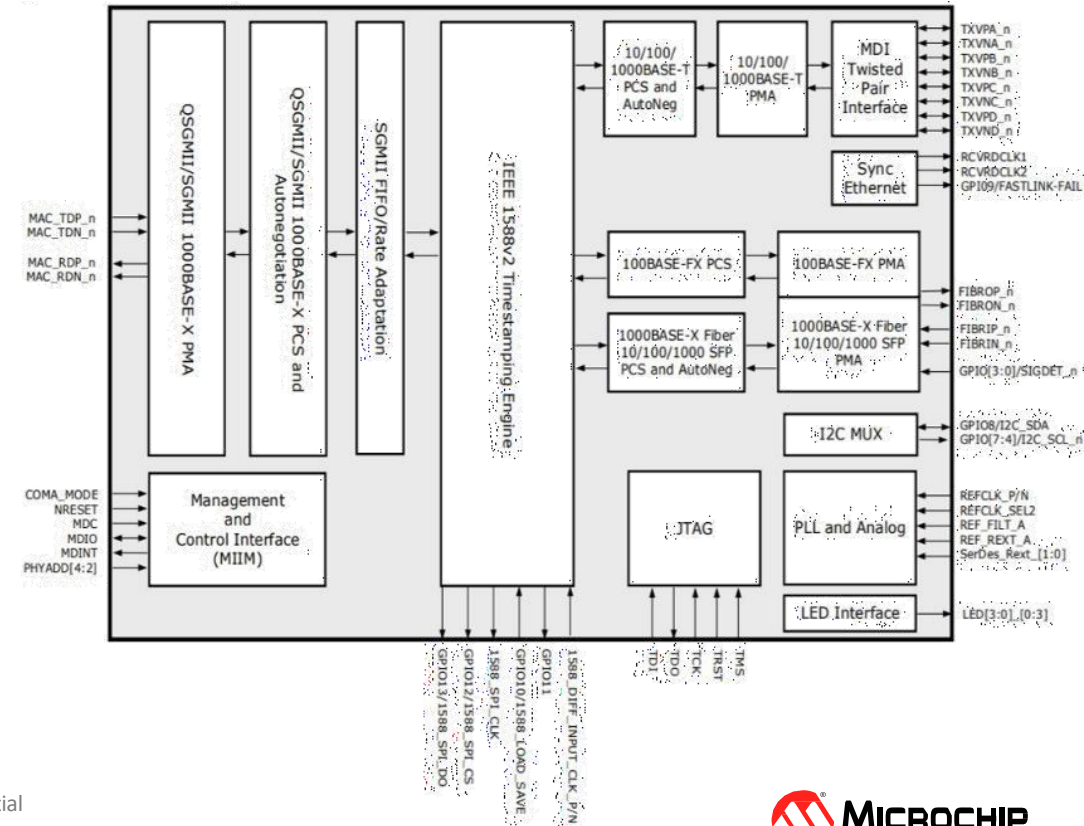 QSGMII/SGMII 1000BASE-X PMA
QSGMII/SGMII 1000BASE-X PCS and
Autonegotiation
SGMII FIFO/Rate Adaptation
IEEE 1588v2 Timestamping Engine
10/100/
1000BASE-T
PCS and
AutoNeg
10/100/
1000BASE-T
PMA
MDI
Twisted
Pair
Interface
TXVPA_n
TXVNA_n
TXVPB_n
TXVNB_n
TXVPC_n
TXVNC_n
TXVPD_n
TXVND_n
Sync
Ethernet
RCVRDCLK1
RCVRDCLK2
GPIO9/FASTLINK-FAIL
MAC_TDP_n
MAC_TDN_n
MAC_RDP_n
MAC_RDN_n
100BASE-FX PCS
100BASE-FX PMA
1000BASE-X Fiber
10/100/1000 SFP
PCS and AutoNeg
1000BASE-X Fiber
10/100/1000 SFP
PMA
FIBROP_n
FIBRON_n
FIBRIP_n
FIBRIN_n
GPIO[3:0]/SIGDET_n
I2C MUX
GPIO8/I2C_SDA
GPIO[7:4]/I2C_SCL_n
COMA_MODE
NRESET
MDC
MDIO
MDINT
PHYADD[4:2]
Management
and
Control Interface
(MIIM)
JTAG
PLL and Analog
REFCLK_P/N
REFCLK_SEL2
REF_FILT_A
REF_REXT_A
SerDes_Rext_[1:0]
LED Interface
LED[3:0]_[0:3]
GPIO13/1588_SPI_DO
GPIO12/1588_SPI_CS
1588_SPI_CLK
GPIO10/1588_LOAD_SAVE
GPIO11
1588_DIFF_INPUT_CLK_P/N
TDI
TDO
TCK
TRST
TMS
tial
MICROCHIP